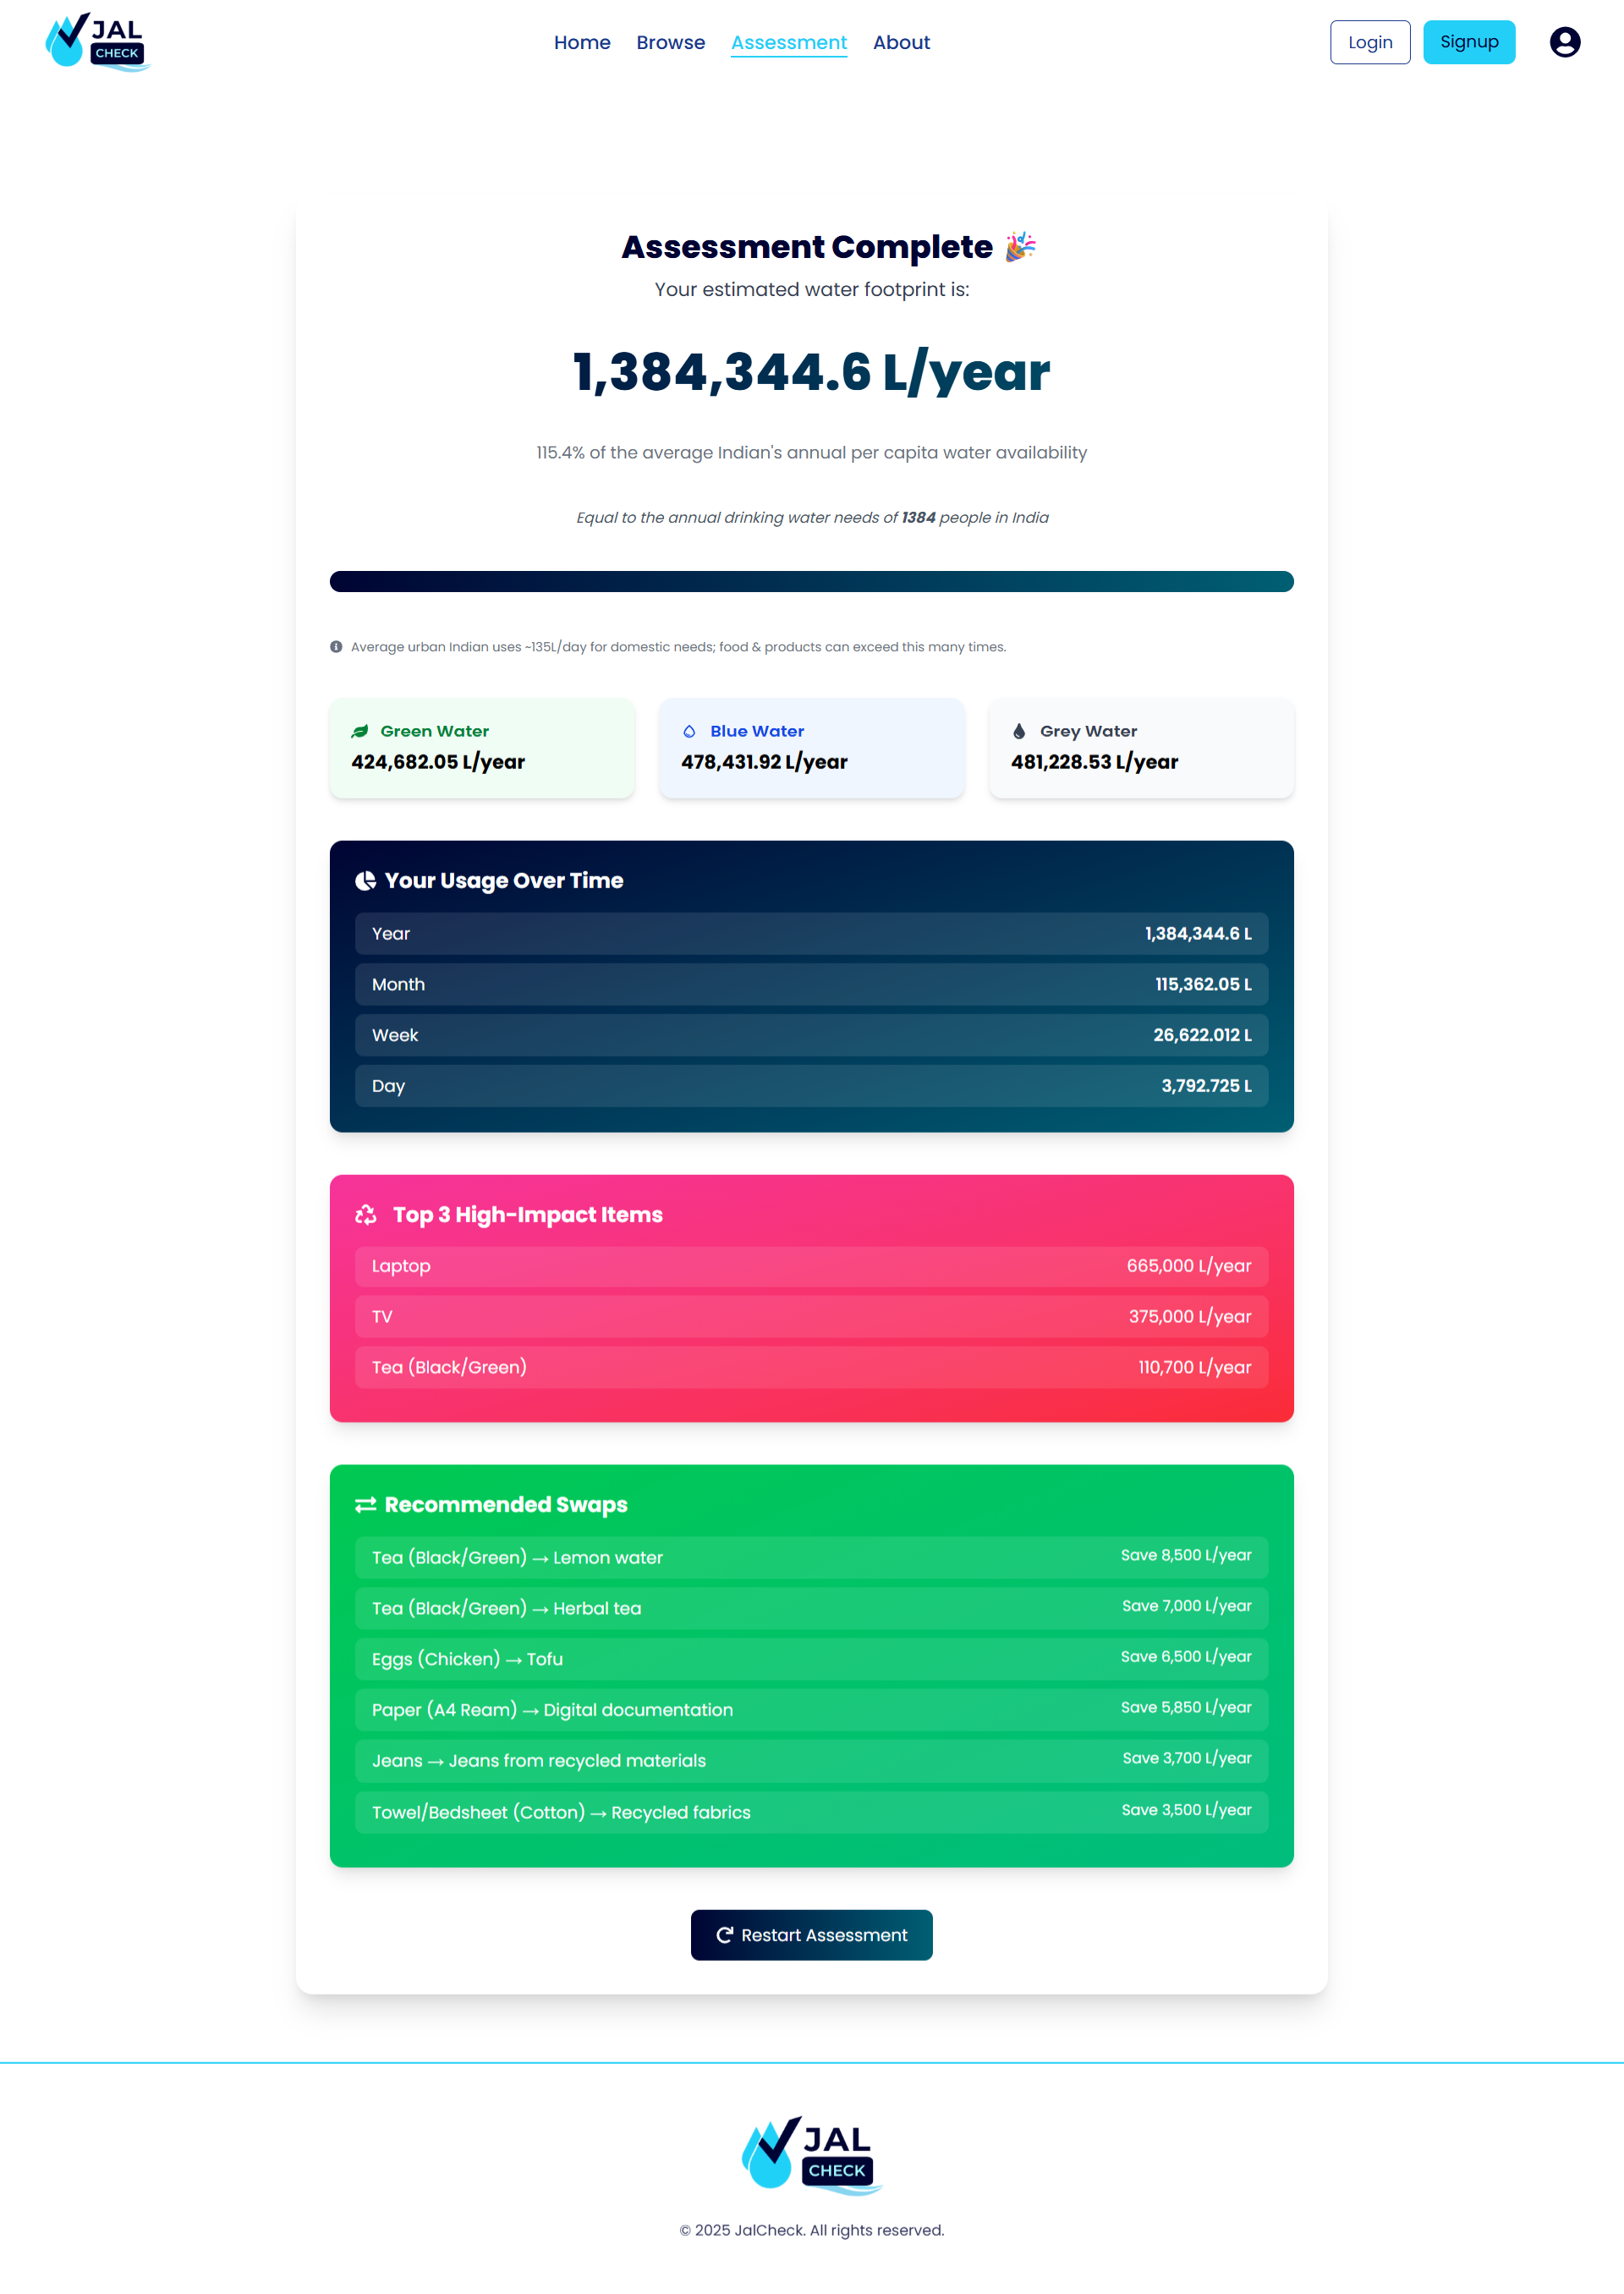 JAL
CHECK
Home Browse Assessment About
Login Signup
Assessment Complete 🎉
Your estimated water footprint is:
1,384,344.6 L/year
115.4% of the average Indian's annual per capita water availability
Equal to the annual drinking water needs of 1384 people in India
Average urban Indian uses ~135L/day for domestic needs; food & products can exceed this many times.
Green Water
424,682.05 L/year
Blue Water
478,431.92 L/year
Grey Water
481,228.53 L/year
Your Usage Over Time
Year 1,384,344.6 L
Month 115,362.05 L
Week 26,622.012 L
Day 3,792.725 L
Top 3 High-Impact Items
Laptop 665,000 L/year
TV 375,000 L/year
Tea (Black/Green) 110,700 L/year
Recommended Swaps
Tea (Black/Green) → Lemon water Save 8,500 L/year
Tea (Black/Green) → Herbal tea Save 7,000 L/year
Eggs (Chicken) → Tofu Save 6,500 L/year
Paper (A4 Ream) → Digital documentation Save 5,850 L/year
Jeans → Jeans from recycled materials Save 3,700 L/year
Towel/Bedsheet (Cotton) → Recycled fabrics Save 3,500 L/year
Restart Assessment
JAL
CHECK
© 2025 JalCheck. All rights reserved.